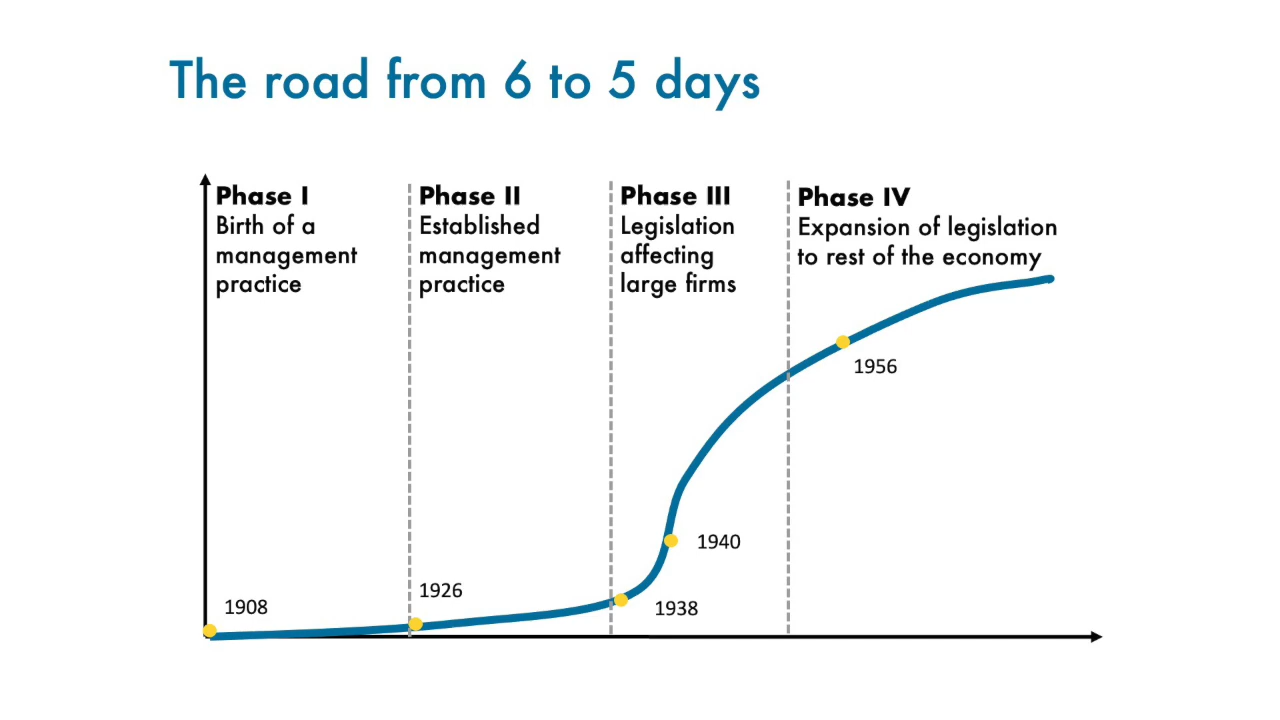 The road from 6 to 5 days
Phase I
Birth of a
management
practice
Phase II
Established
management
practice
Phase III
Legislation
affecting
large firms
Phase IV
Expansion of legislation
to rest of the economy
1908
1926
1938
1940
1956